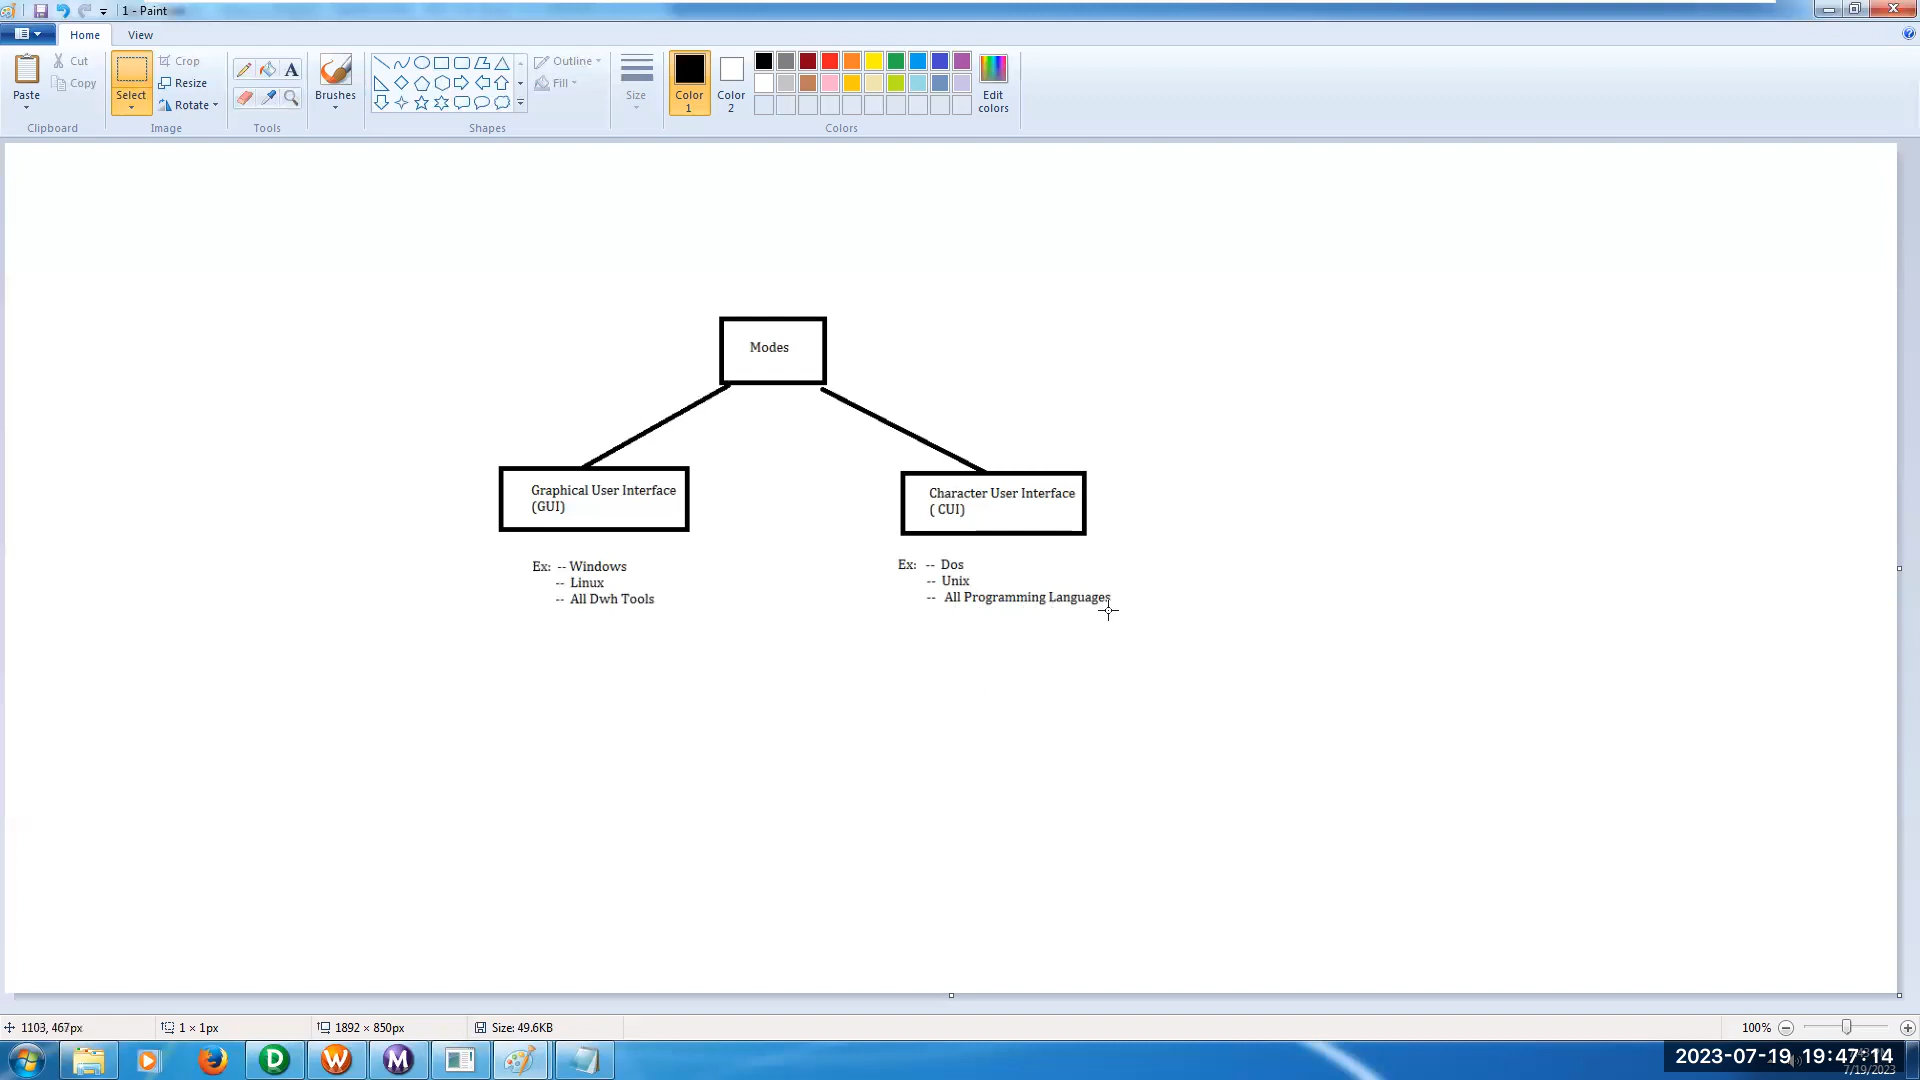 1 - Paint
Home
View
Paste
Cut
Copy
Clipboard
Select
Crop
Resize
Rotate
Image
A
Tools
Brushes
Shapes
Outline
Fill
Size
Color
1
Color
2
Edit
colors
Colors
Modes
Graphical User Interface
(GUI)
Character User Interface
( CUI)
Ex: -- Windows
-- Linux
-- All Dwh Tools
Ex: -- Dos
-- Unix
-- All Programming Languages
1103, 467px
1 × 1px
1892 × 850px
Size: 49.6KB
100%
D
W
M
2023-07-19 19:47:14
7/19/2023